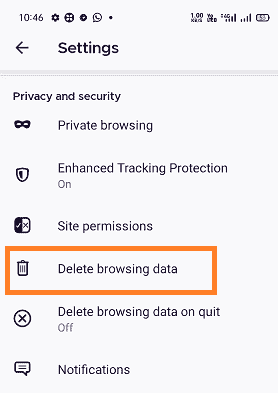 10:46
1.00
KB/S
Settings
Privacy and security
Private browsing
Enhanced Tracking Protection
On
Site permissions
Delete browsing data
Delete browsing data on quit
Off
Notifications